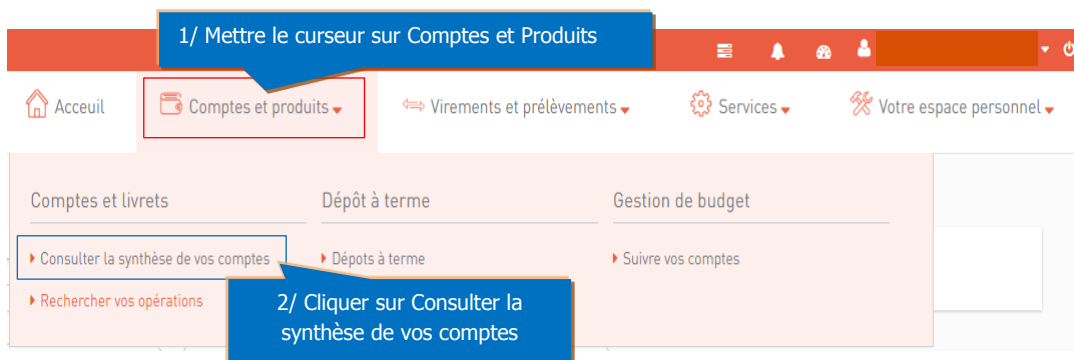 1/ Mettre le curseur sur Comptes et Produits
Acceuil
Comptes et produits
Virements et prélèvements
Services
Votre espace personnel
Comptes et livrets
Dépôt à terme
Gestion de budget
Consulter la synthèse de vos comptes
Dépots à terme
Suivre vos comptes
Rechercher vos opérations
2/ Cliquer sur Consulter la
synthèse de vos comptes